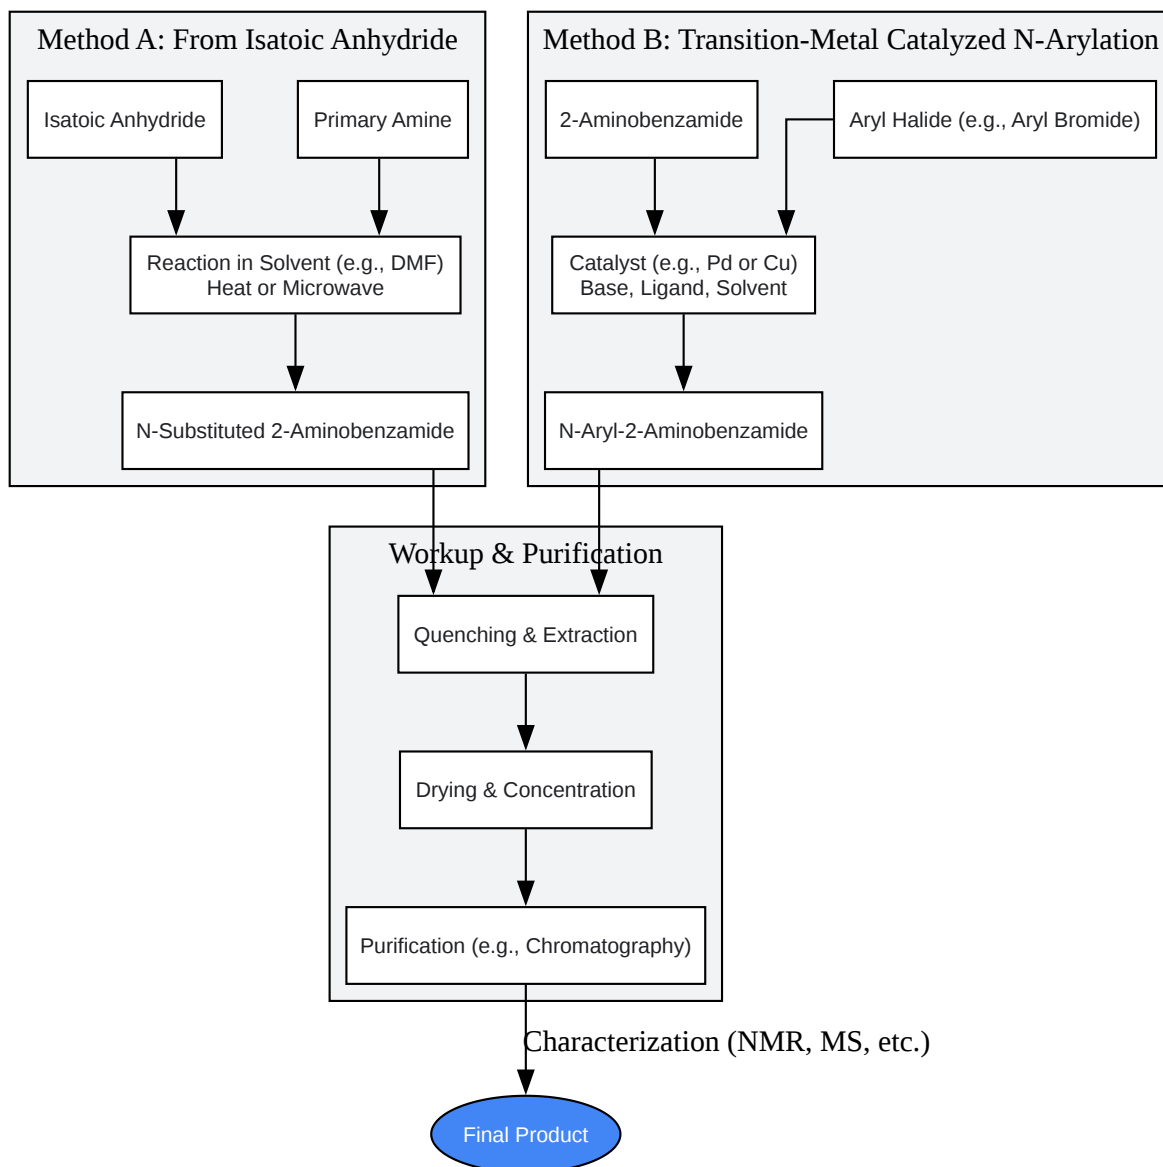 Method A: From Isatoic Anhydride
Isatoic Anhydride
Primary Amine
Reaction in Solvent (e.g., DMF)
Heat or Microwave
N-Substituted 2-Aminobenzamide
Method B: Transition-Metal Catalyzed N-Arylation
2-Aminobenzamide
Aryl Halide (e.g., Aryl Bromide)
Catalyst (e.g., Pd or Cu)
Base, Ligand, Solvent
N-Aryl-2-Aminobenzamide
Workup & Purification
Quenching & Extraction
Drying & Concentration
Purification (e.g., Chromatography)
Characterization (NMR, MS, etc.)
Final Product